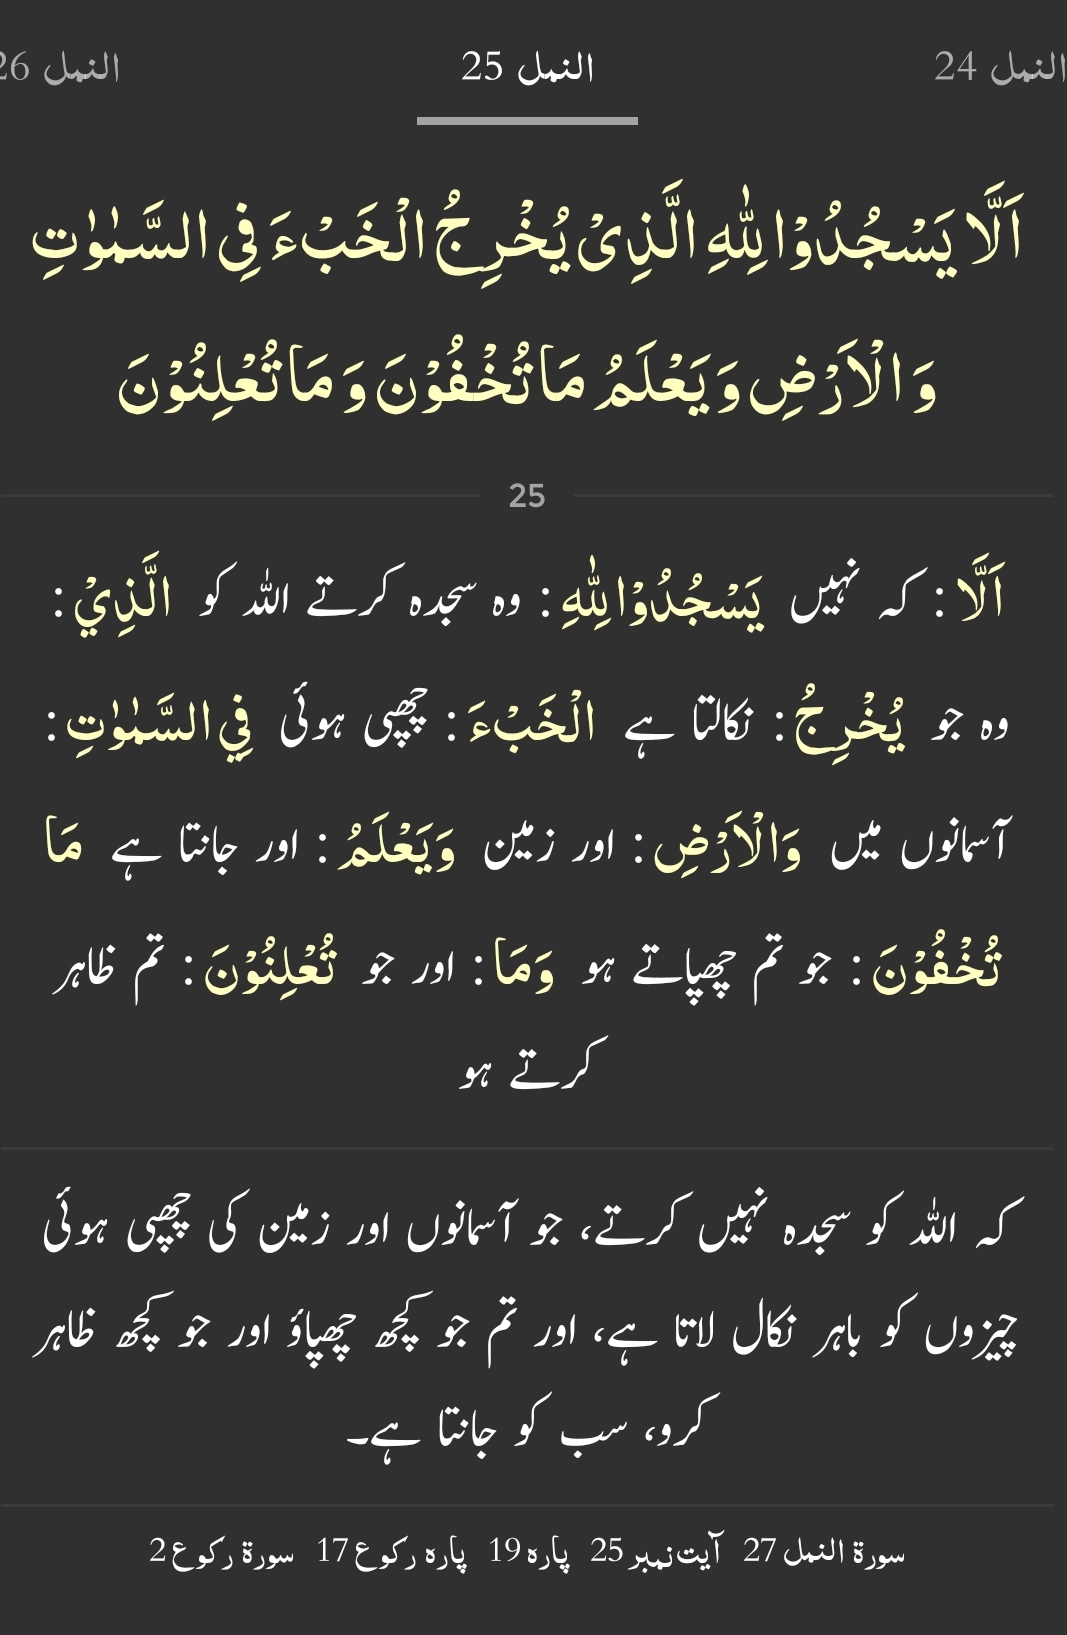 النمل 24 النمل 25 النمل 26
اَلَّا يَسْجُدُوْا لِلّٰهِ الَّذِىْ يُخْرِجُ الْخَبْءَ فِى السَّمٰوٰتِ
وَ الْاَرْضِ وَ يَعْلَمُ مَا تُخْفُوْنَ وَ مَا تُعْلِنُوْنَ
25
اَلَّا : کہ نہیں يَسْجُدُوْا لِلّٰهِ : وہ سجدہ کرتے اللہ کو الَّذِيْ :
وہ جو يُخْرِجُ : نکالتا ہے الْخَبْءَ : چھپی ہوئی فِي السَّمٰوٰتِ :
آسمانوں میں وَالْاَرْضِ : اور زمین وَيَعْلَمُ : اور جانتا ہے مَا
تُخْفُوْنَ : جو تم چھپاتے ہو وَمَا : اور جو تُعْلِنُوْنَ : تم ظاہر
کرتے ہو
کہ اللہ کو سجدہ نہیں کرتے، جو آسمانوں اور زمین کی چھپی ہوئی
چیزوں کو باہر نکال لاتا ہے، اور تم جو کچھ چھپاؤ اور جو کچھ ظاہر
کرو، سب کو جانتا ہے۔
سورۃ النمل 27 آیت نمبر 25 پارہ 19 پارہ رکوع 17 سورۃ رکوع 2